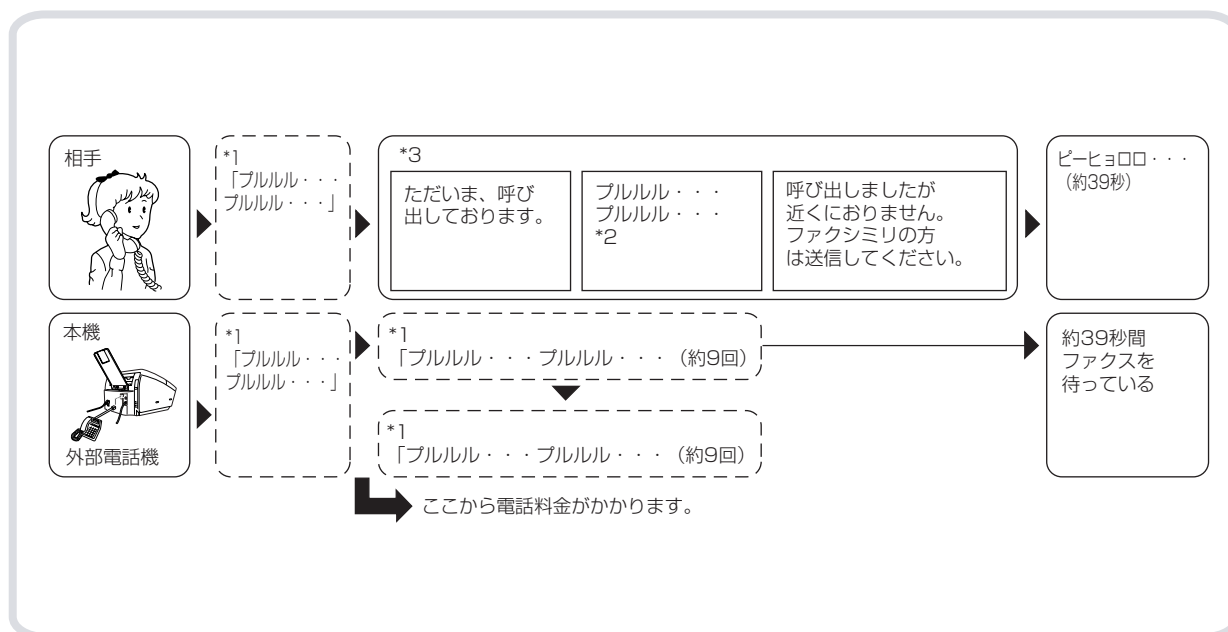 相手
*1
「プルルル・・・
プルルル・・・」
*3
ただいま、呼び
出しております。
プルルル・・・
プルルル・・・
*2
呼び出しましたが
近くにおりません。
ファクシミリの方
は送信してください。
ピーヒョロロ・・・
（約39秒）
本機
外部電話機
*1
「プルルル・・・
プルルル・・・」
*1
「プルルル・・・プルルル・・・（約9回）
*1
「プルルル・・・プルルル・・・（約9回）
ここから電話料金がかかります。
約39秒間
ファクスを
待っている